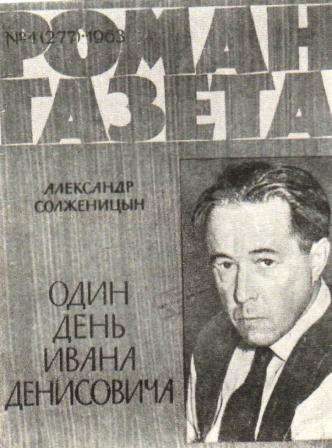 №1(277)•1963
РОМАН
ГАЗЕТА
АЛЕКСАНДР
СОЛЖЕНИЦЫН
ОДИН
ДЕНЬ
ИВАНА
ДЕНИСОВИЧА